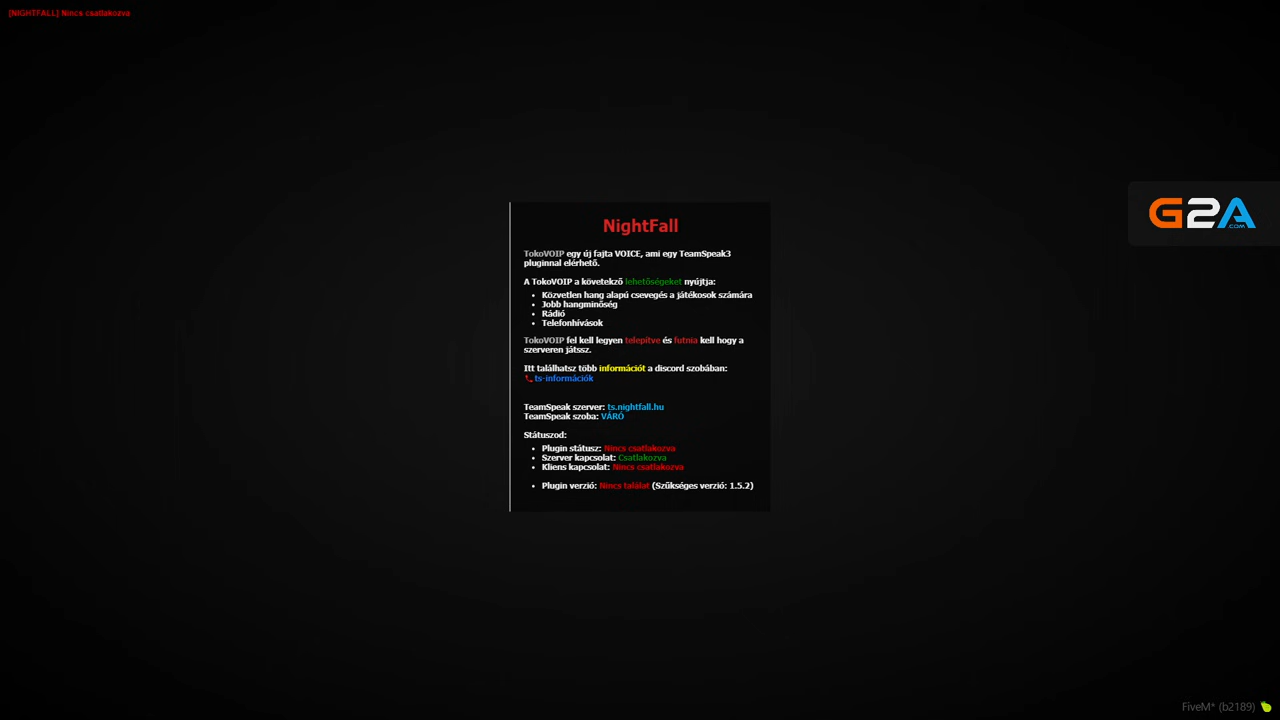 [NIGHTFALL] Nincs csatlakozva
NightFall
TokoVOIP egy új fajta VOICE, ami egy TeamSpeak3
pluginnal elérhető.
A TokoVOIP a követekző lehetőségeket nyújtja:
Közvetlen hang alapú csevegés a játékosok számára
Jobb hangminőség
Rádió
Telefonhívások
TokoVOIP fel kell legyen telepítve és futnia kell hogy a
szerveren játssz.
Itt találhatsz több információt a discord szobában:
ts-információk
TeamSpeak szerver: ts.nightfall.hu
TeamSpeak szoba: VÁRÓ
Státuszod:
Plugin státusz: Nincs csatlakozva
Szerver kapcsolat: Csatlakozva
Kliens kapcsolat: Nincs csatlakozva
Plugin verzió: Nincs találat (Szükséges verzió: 1.5.2)
G2A
.COM
FiveM* (b2189)